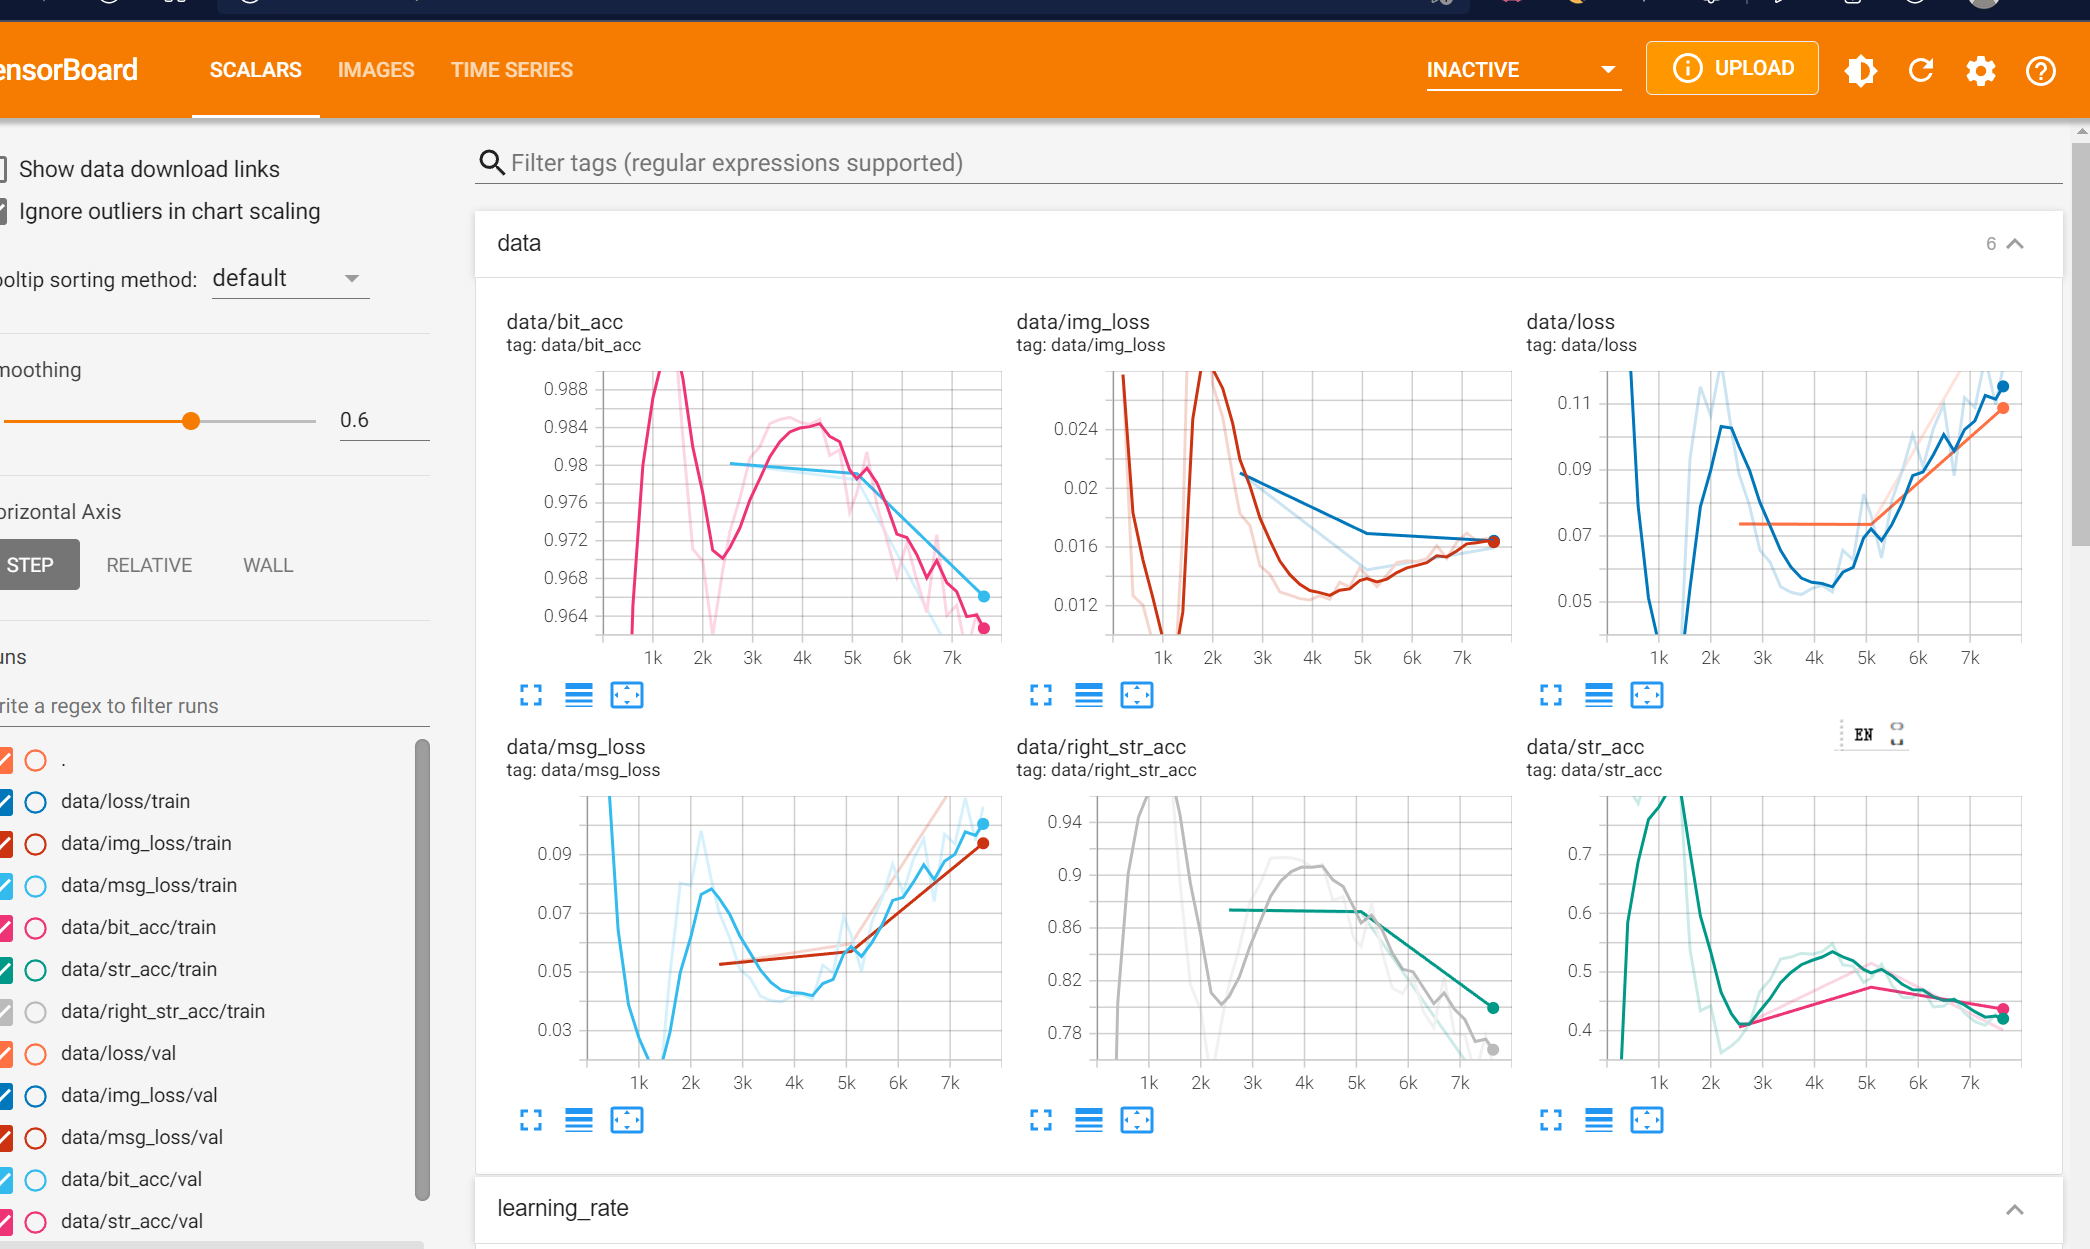 ensorBoard SCALARS IMAGES TIME SERIES INACTIVE UPLOAD
Show data download links
Ignore outliers in chart scaling
ooltip sorting method: default
moothing
0.6
orizontal Axis
STEP RELATIVE WALL
uns
rite a regex to filter runs
.
data/loss/train
data/img_loss/train
data/msg_loss/train
data/bit_acc/train
data/str_acc/train
data/right_str_acc/train
data/loss/val
data/img_loss/val
data/msg_loss/val
data/bit_acc/val
data/str_acc/val
Filter tags (regular expressions supported)
data 6
data/bit_acc
tag: data/bit_acc
0.988
0.984
0.98
0.976
0.972
0.968
0.964
1k 2k 3k 4k 5k 6k 7k
data/img_loss
tag: data/img_loss
0.024
0.02
0.016
0.012
1k 2k 3k 4k 5k 6k 7k
data/loss
tag: data/loss
0.11
0.09
0.07
0.05
1k 2k 3k 4k 5k 6k 7k
EN
data/msg_loss
tag: data/msg_loss
0.09
0.07
0.05
0.03
1k 2k 3k 4k 5k 6k 7k
data/right_str_acc
tag: data/right_str_acc
0.94
0.9
0.86
0.82
0.78
1k 2k 3k 4k 5k 6k 7k
data/str_acc
tag: data/str_acc
0.7
0.6
0.5
0.4
1k 2k 3k 4k 5k 6k 7k
learning_rate